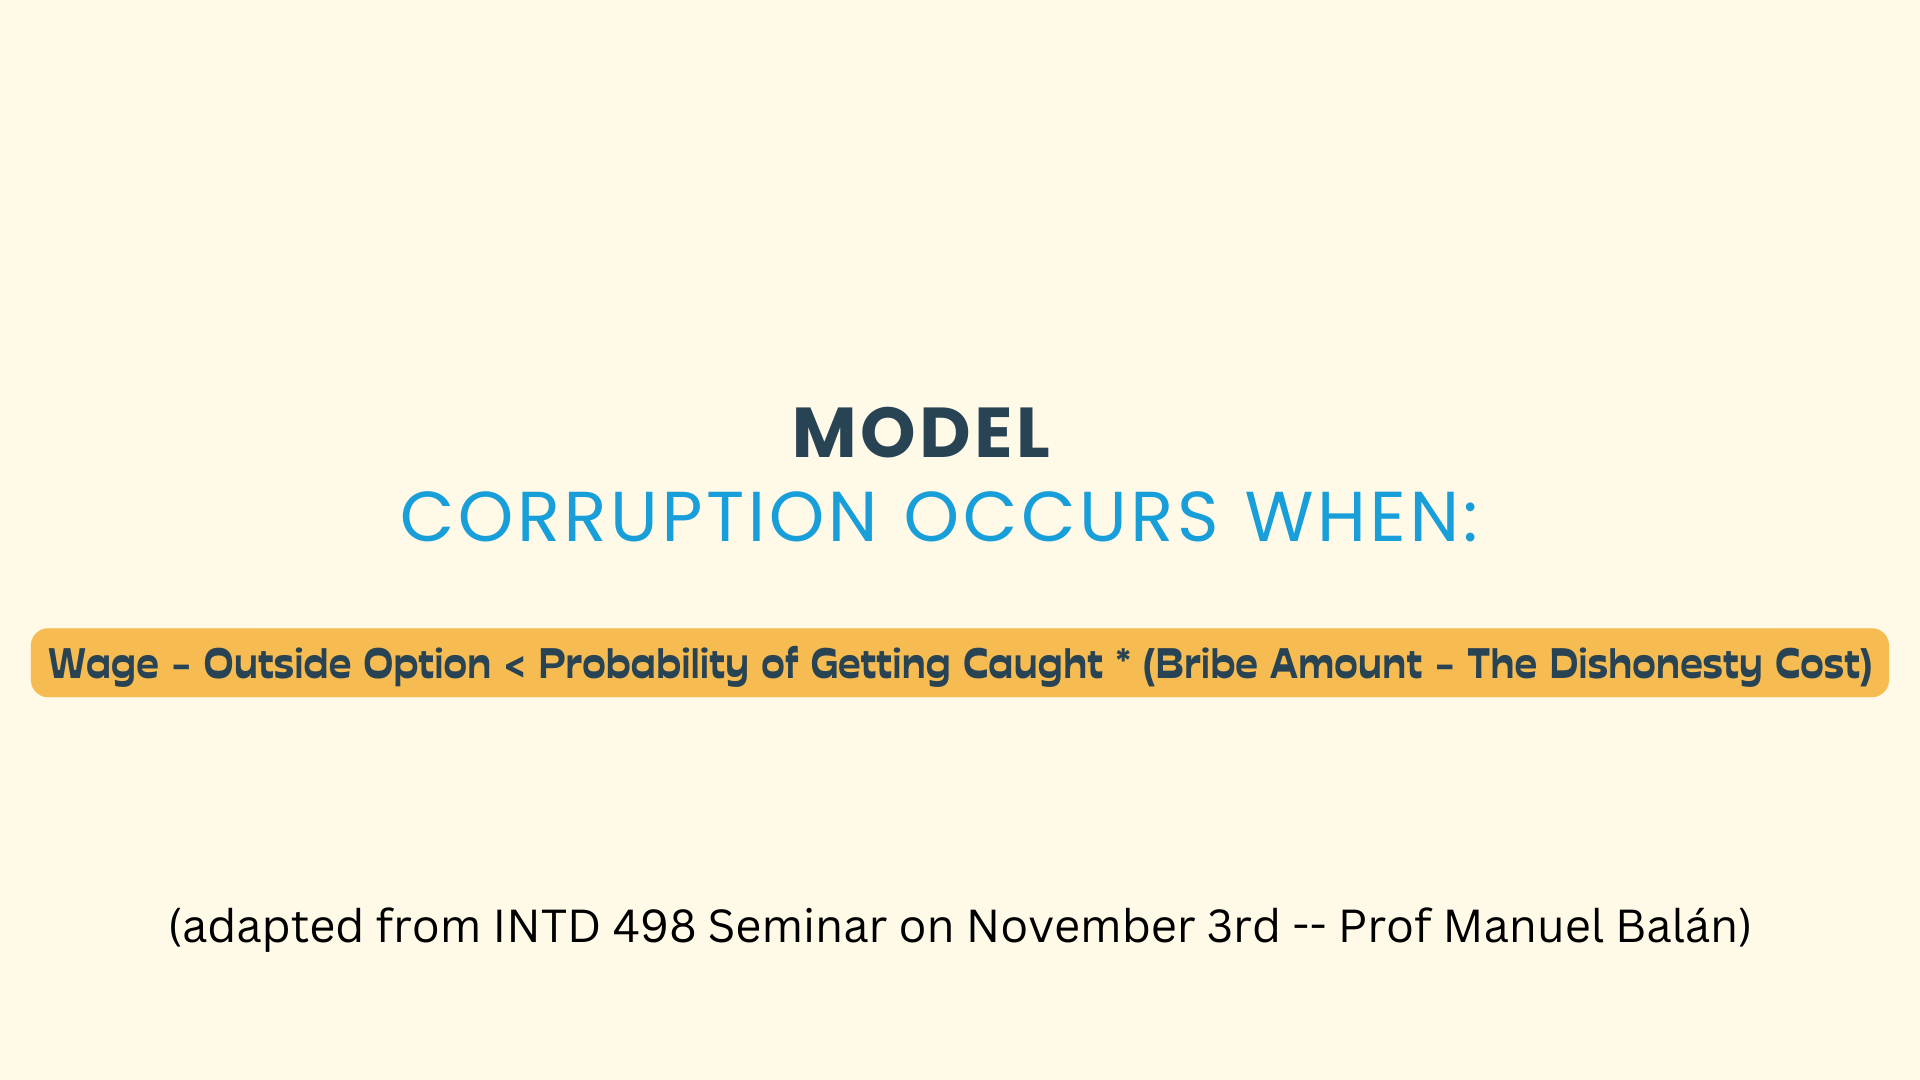 MODEL
CORRUPTION OCCURS WHEN:
Wage - Outside Option < Probability of Getting Caught * (Bribe Amount - The Dishonesty Cost)
(adapted from INTD 498 Seminar on November 3rd -- Prof Manuel Balán)